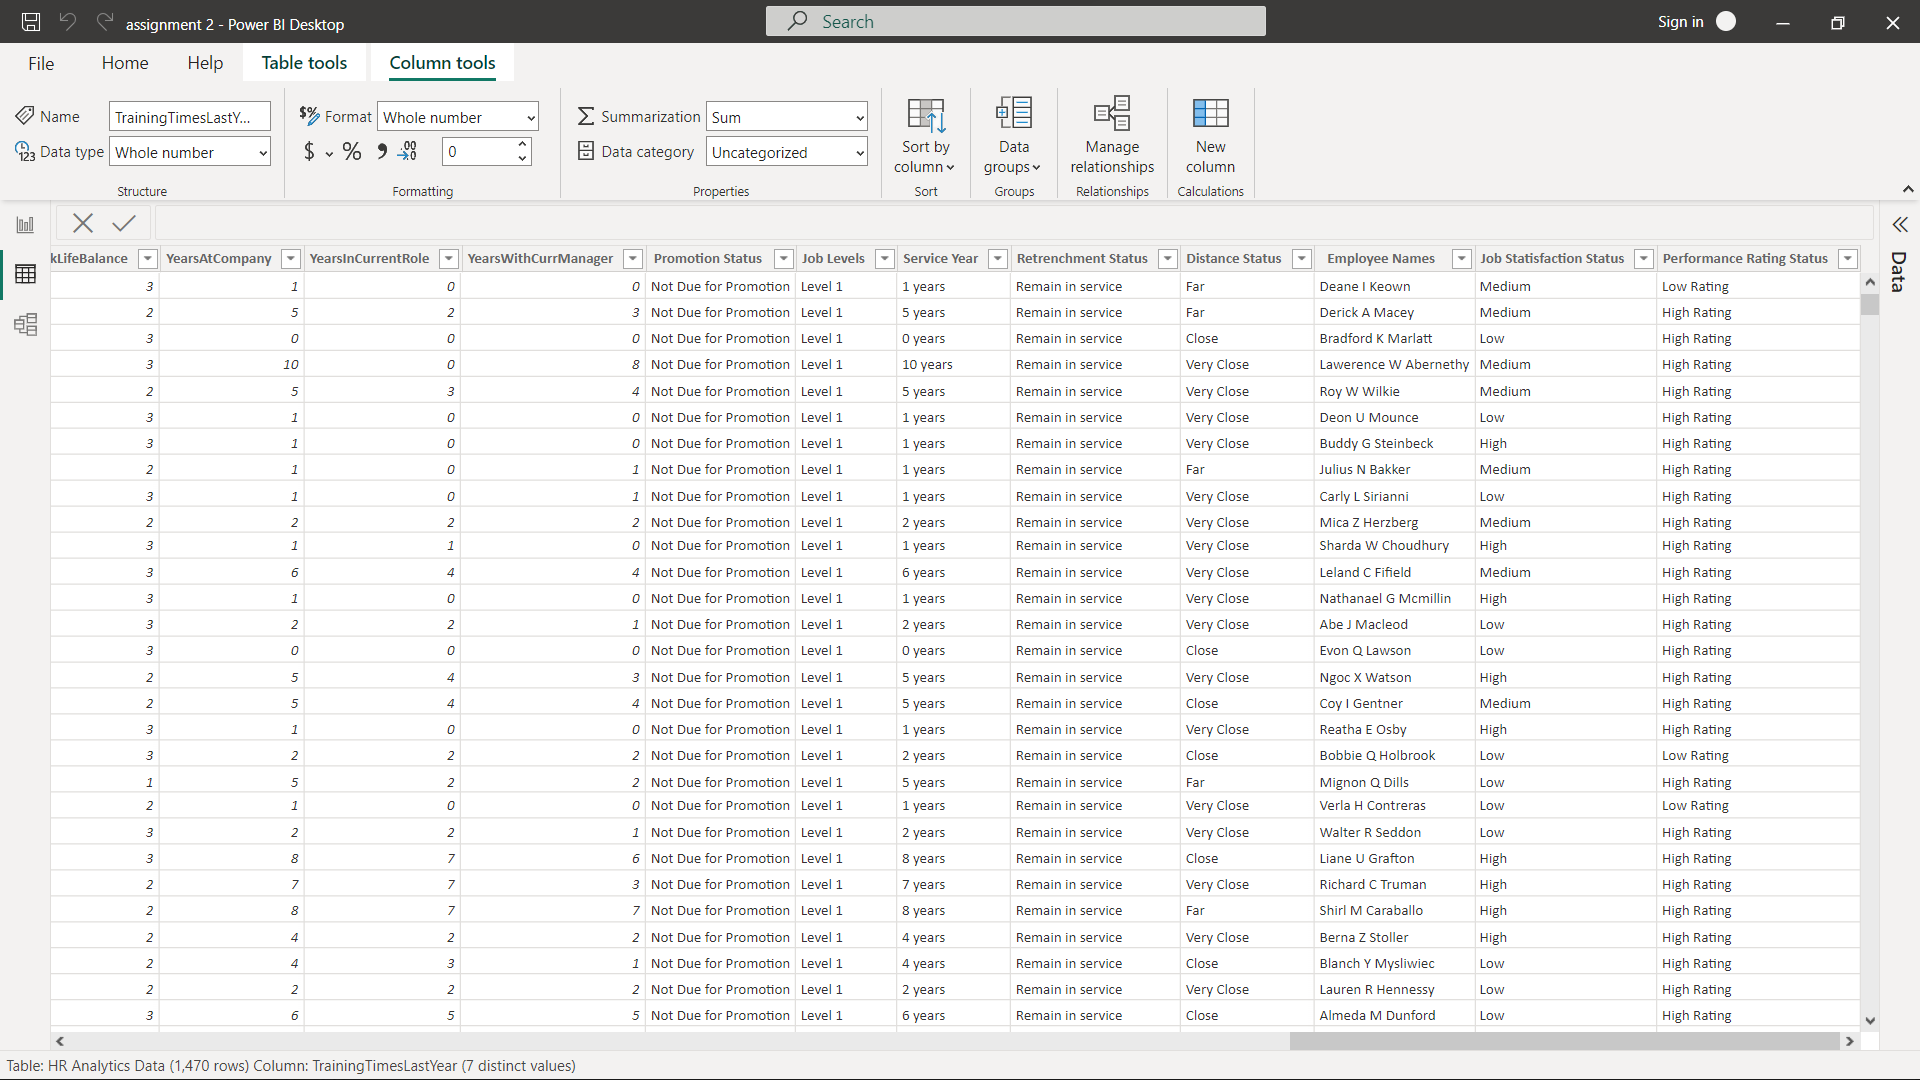 assignment 2 - Power BI Desktop
Search
Sign in
File Home Help Table tools Column tools
Name TrainingTimesLastY... $% Format Whole number Summarization Sum
Data type Whole number $ % 0 Data category Uncategorized
Sort by column Data groups Manage relationships New column
Structure Formatting Properties Sort Groups Relationships Calculations
kLifeBalance YearsAtCompany YearsInCurrentRole YearsWithCurrManager Promotion Status Job Levels Service Year Retrenchment Status Distance Status Employee Names Job Statisfaction Status Performance Rating Status
3 1 0 0 Not Due for Promotion Level 1 1 years Remain in service Far Deane I Keown Medium Low Rating
2 5 2 3 Not Due for Promotion Level 1 5 years Remain in service Far Derick A Macey Medium High Rating
3 0 0 0 Not Due for Promotion Level 1 0 years Remain in service Close Bradford K Marlatt Low High Rating
3 10 0 8 Not Due for Promotion Level 1 10 years Remain in service Very Close Lawerence W Abernethy Medium High Rating
2 5 3 4 Not Due for Promotion Level 1 5 years Remain in service Very Close Roy W Wilkie Medium High Rating
3 1 0 0 Not Due for Promotion Level 1 1 years Remain in service Very Close Deon U Mounce Low High Rating
3 1 0 0 Not Due for Promotion Level 1 1 years Remain in service Very Close Buddy G Steinbeck High High Rating
2 1 0 1 Not Due for Promotion Level 1 1 years Remain in service Far Julius N Bakker Medium High Rating
3 1 0 1 Not Due for Promotion Level 1 1 years Remain in service Very Close Carly L Sirianni Low High Rating
2 2 2 2 Not Due for Promotion Level 1 2 years Remain in service Very Close Mica Z Herzberg Medium High Rating
3 1 1 0 Not Due for Promotion Level 1 1 years Remain in service Very Close Sharda W Choudhury High High Rating
3 6 4 4 Not Due for Promotion Level 1 6 years Remain in service Very Close Leland C Fifield Medium High Rating
3 1 0 0 Not Due for Promotion Level 1 1 years Remain in service Very Close Nathanael G Mcmillin High High Rating
3 2 2 1 Not Due for Promotion Level 1 2 years Remain in service Very Close Abe J Macleod Low High Rating
3 0 0 0 Not Due for Promotion Level 1 0 years Remain in service Close Evon Q Lawson Low High Rating
2 5 4 3 Not Due for Promotion Level 1 5 years Remain in service Very Close Ngoc X Watson High High Rating
2 5 4 4 Not Due for Promotion Level 1 5 years Remain in service Close Coy I Gentner Medium High Rating
3 1 0 0 Not Due for Promotion Level 1 1 years Remain in service Very Close Reatha E Osby High High Rating
3 2 2 2 Not Due for Promotion Level 1 2 years Remain in service Close Bobbie Q Holbrook Low Low Rating
1 5 2 2 Not Due for Promotion Level 1 5 years Remain in service Far Mignon Q Dills Low High Rating
2 1 0 0 Not Due for Promotion Level 1 1 years Remain in service Very Close Verla H Contreras Low Low Rating
3 2 2 1 Not Due for Promotion Level 1 2 years Remain in service Very Close Walter R Seddon Low High Rating
3 8 7 6 Not Due for Promotion Level 1 8 years Remain in service Close Liane U Grafton High High Rating
2 7 7 3 Not Due for Promotion Level 1 7 years Remain in service Very Close Richard C Truman High High Rating
2 8 7 7 Not Due for Promotion Level 1 8 years Remain in service Far Shirl M Caraballo High High Rating
2 4 2 2 Not Due for Promotion Level 1 4 years Remain in service Very Close Berna Z Stoller High High Rating
2 4 3 1 Not Due for Promotion Level 1 4 years Remain in service Close Blanch Y Mysliwiec Low High Rating
2 2 2 2 Not Due for Promotion Level 1 2 years Remain in service Very Close Lauren R Hennessy Low High Rating
3 6 5 5 Not Due for Promotion Level 1 6 years Remain in service Close Almeda M Dunford Low High Rating
Data
Table: HR Analytics Data (1,470 rows) Column: TrainingTimesLastYear (7 distinct values)